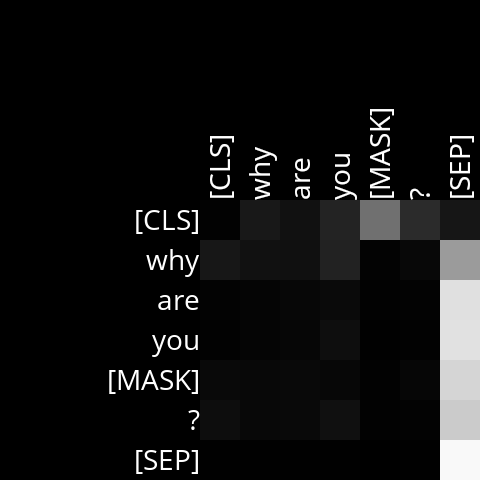 [CLS] why are you [MASK] ? [SEP]
[CLS]
why
are
you
[MASK]
?
[SEP]